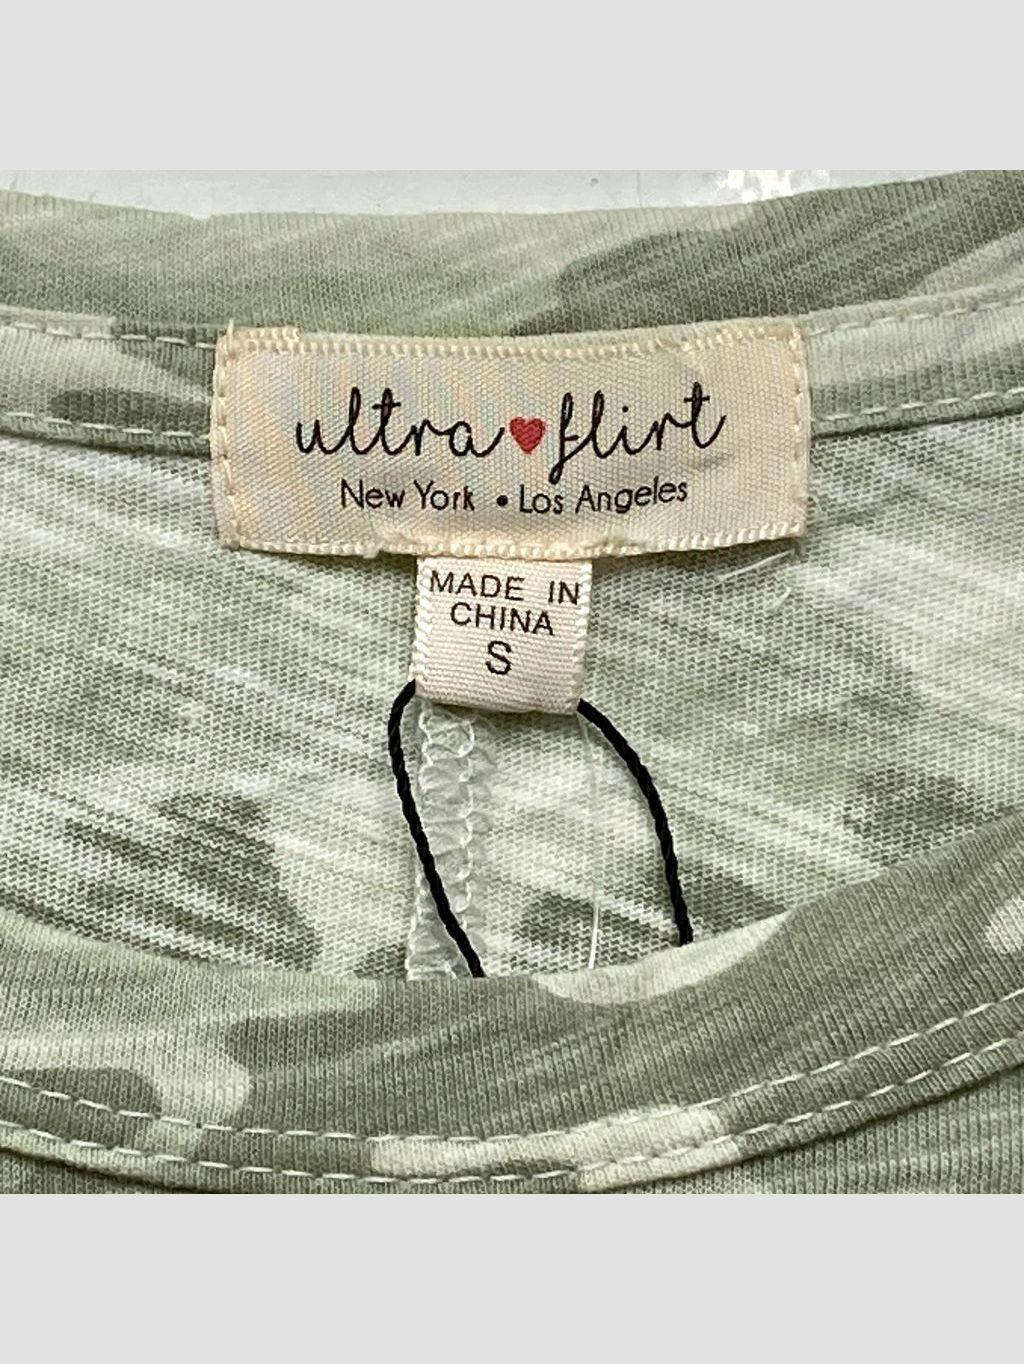 ultra♥flirt
New York • Los Angeles
MADE IN
CHINA
S